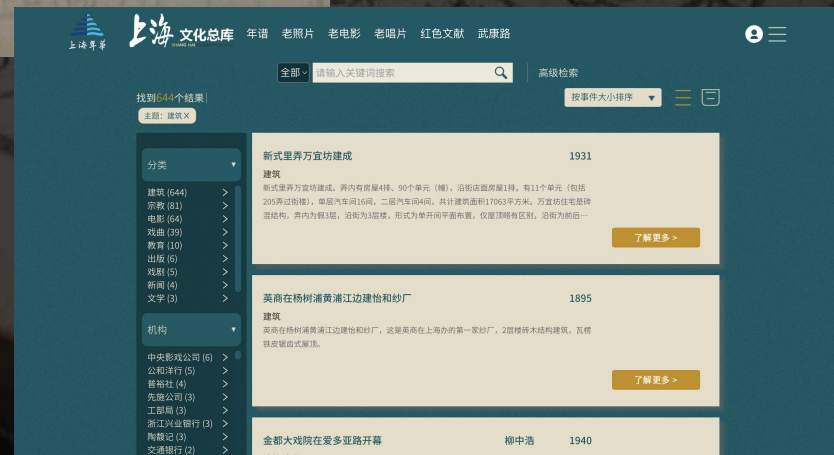 上海年华
上海 文化总库 年谱 老照片 老电影 老唱片 红色文献 武康路
SHANG HAI
全部 请输入关键词搜索 高级检索
找到644个结果
按事件大小排序
主题：建筑X
分类
建筑 (644)
宗教 (81)
电影 (64)
戏曲 (39)
教育 (10)
出版 (6)
戏剧 (5)
新闻 (4)
文学 (3)
机构
中央影戏公司 (6)
公和洋行 (5)
普裕社 (4)
先施公司 (3)
工部局 (3)
浙江兴业银行 (3)
陶馥记 (3)
交通银行 (2)
新式里弄万宜坊建成 1931
建筑
新式里弄万宜坊建成。弄内有房屋4排、90个单元（幢），沿街店面房屋1排，有11个单元（包括
205弄过街楼），单层汽车间16间，二层汽车间4间。共计建筑面积17063平方米。万宜坊住宅是砖
混结构，弄内为假3层，沿街为3层楼，形式为单开间平面布置，仅屋顶略有区别，沿街为前后…
了解更多 >
英商在杨树浦黄浦江边建怡和纱厂 1895
建筑
英商在杨树浦黄浦江边建怡和纱厂，这是英商在上海办的第一家纱厂，2层楼砖木结构建筑，瓦楞
铁皮锯齿式屋顶。
了解更多 >
金都大戏院在爱多亚路开幕 柳中浩 1940